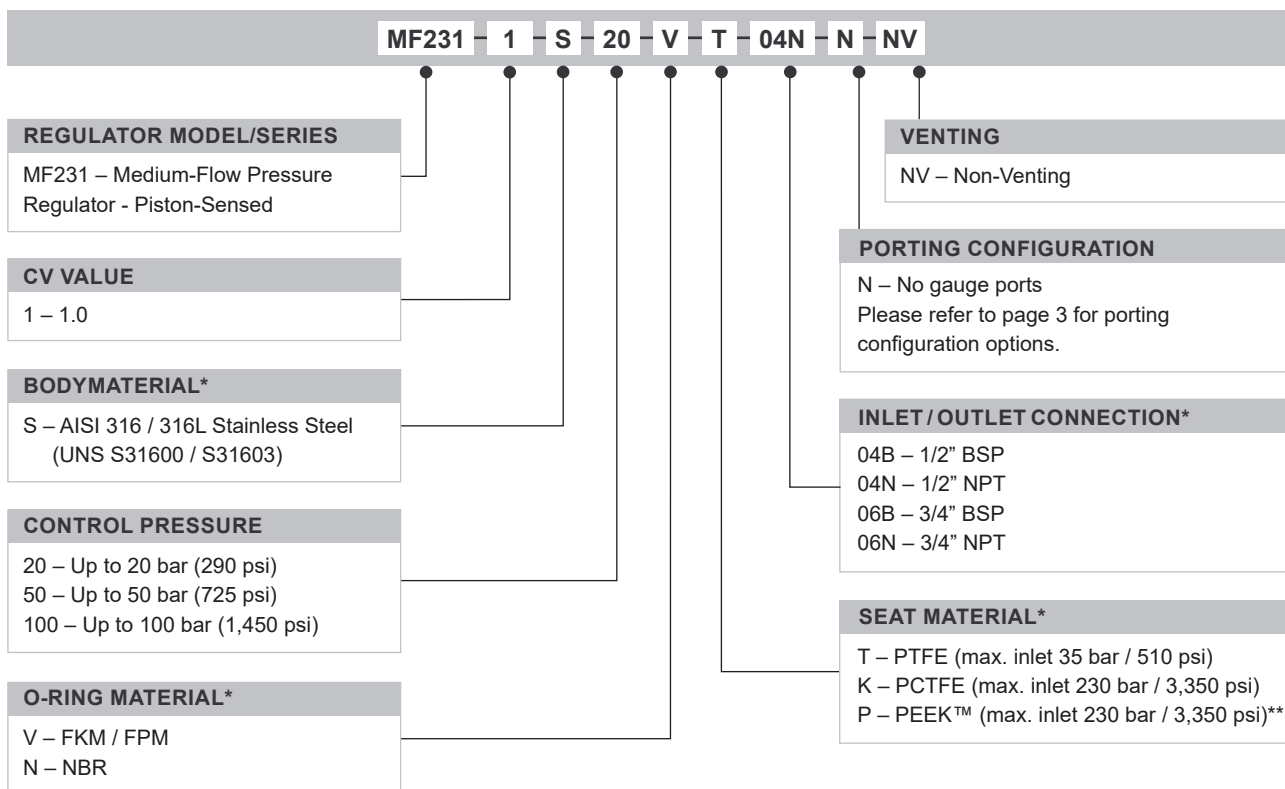 MF231 - 1 - S - 20 - V - T - 04N - N - NV
REGULATOR MODEL/SERIES
MF231 – Medium-Flow Pressure
Regulator - Piston-Sensed
CV VALUE
1 – 1.0
BODYMATERIAL*
S – AISI 316 / 316L Stainless Steel
(UNS S31600 / S31603)
CONTROL PRESSURE
20 – Up to 20 bar (290 psi)
50 – Up to 50 bar (725 psi)
100 – Up to 100 bar (1,450 psi)
O-RING MATERIAL*
V – FKM / FPM
N – NBR
VENTING
NV – Non-Venting
PORTING CONFIGURATION
N – No gauge ports
Please refer to page 3 for porting
configuration options.
INLET / OUTLET CONNECTION*
04B – 1/2” BSP
04N – 1/2” NPT
06B – 3/4” BSP
06N – 3/4” NPT
SEAT MATERIAL*
T – PTFE (max. inlet 35 bar / 510 psi)
K – PCTFE (max. inlet 230 bar / 3,350 psi)
P – PEEK™ (max. inlet 230 bar / 3,350 psi)**